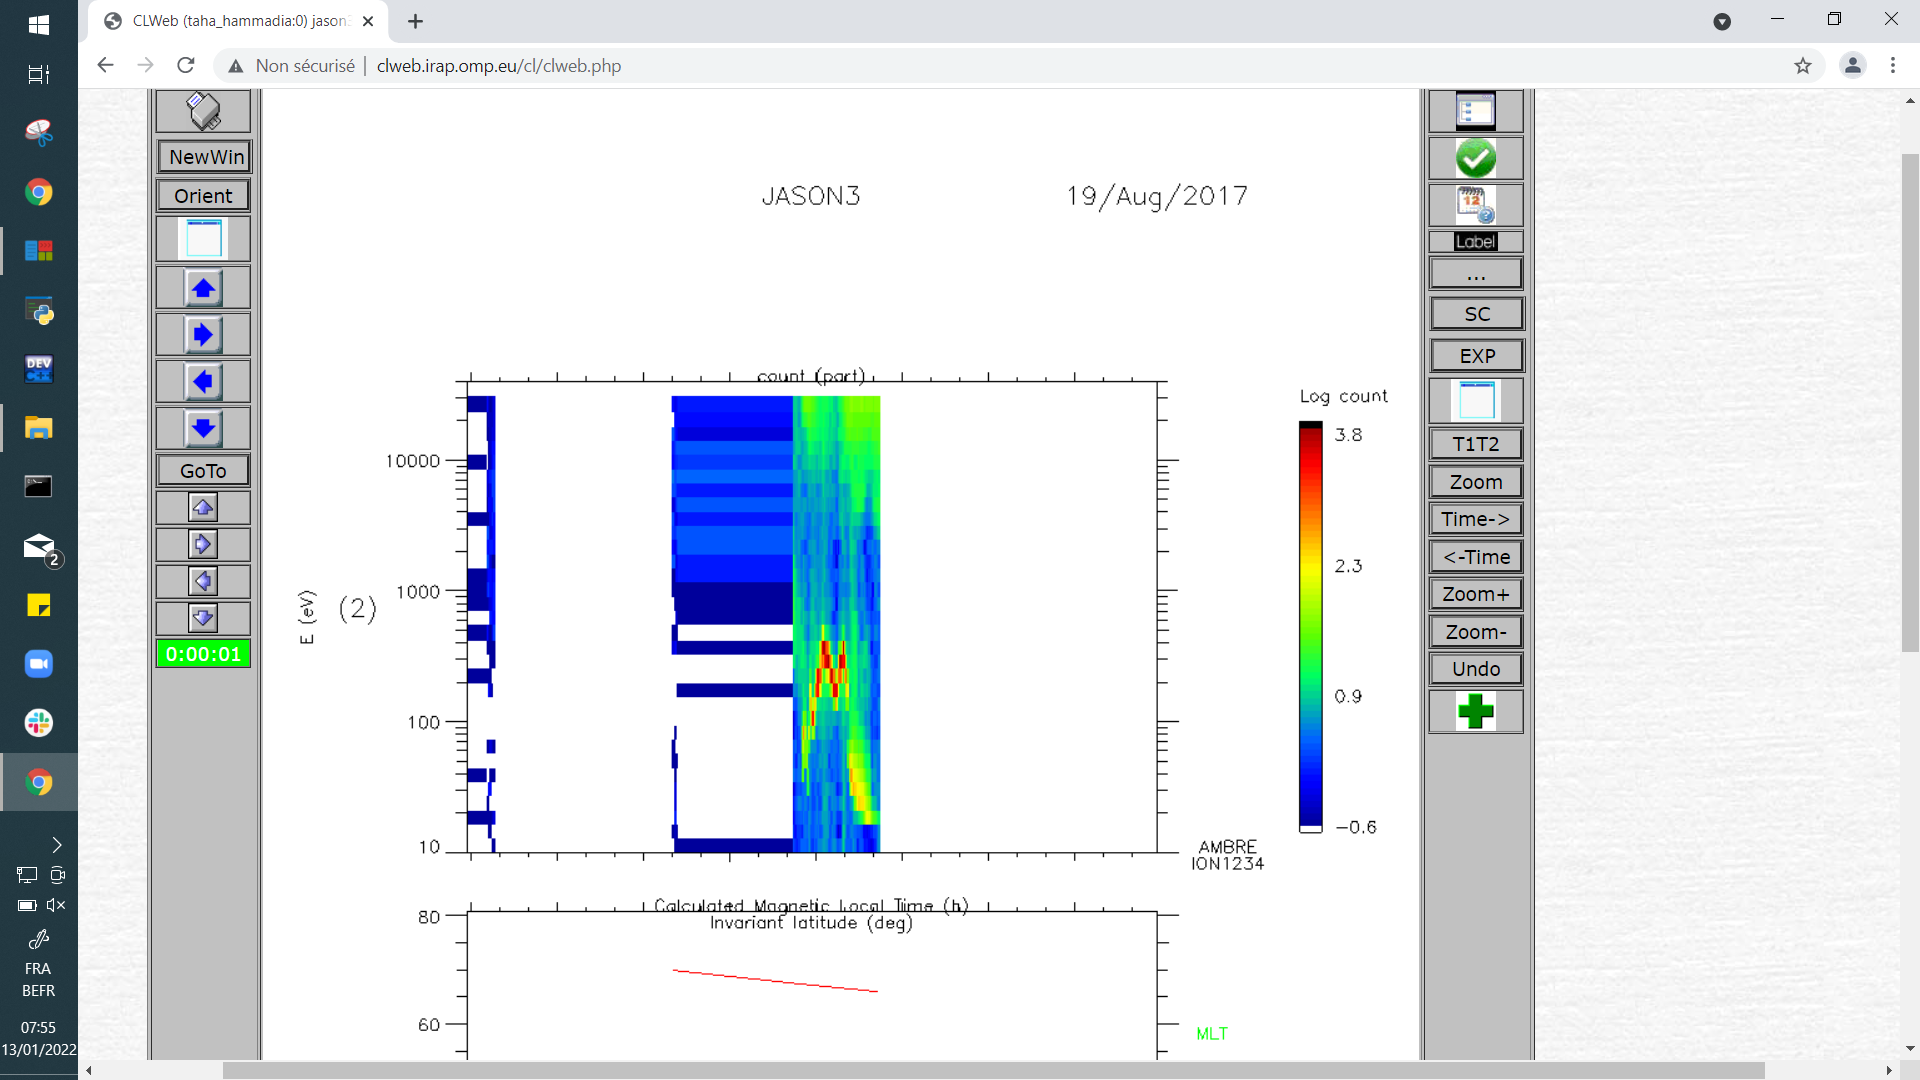 CLWeb (taha_hammadia:0) jason3
Non sécurisé | clweb.irap.omp.eu/cl/clweb.php
NewWin
Orient
GoTo
0:00:01
JASON3 19/Aug/2017
count (part)
10000
1000
100
10
E (eV)
(2)
Log count
3.8
2.3
0.9
−0.6
AMBRE
ION1234
Calculated Magnetic Local Time (h)
Invariant latitude (deg)
80
60
MLT
12
Label
...
SC
EXP
T1T2
Zoom
Time->
<-Time
Zoom+
Zoom-
Undo
DEV
C++
2
FRA
BEFR
07:55
13/01/2022